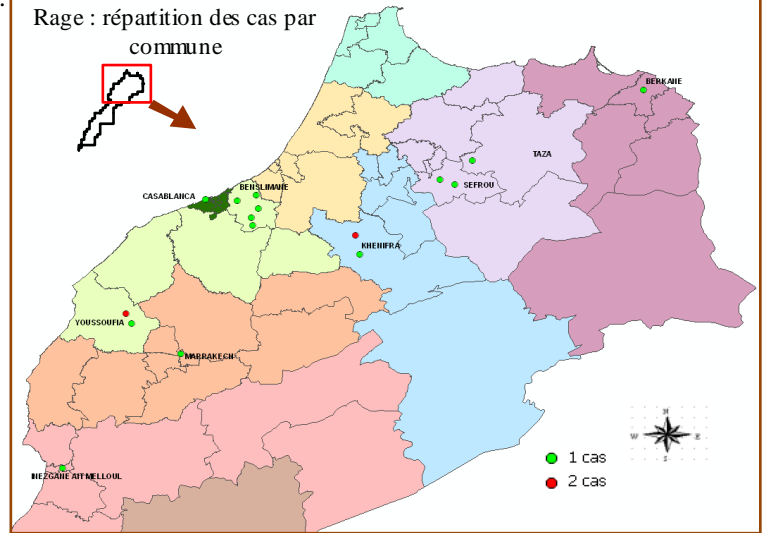 Rage : répartition des cas par
commune
BERKANE
TAZA
SEFROU
BENSLIMANE
CASABLANCA
KHENIFRA
YOUSSOUFIA
MARRAKECH
INEZGANE AIT MELLOUL
N
W E
S
1 cas
2 cas